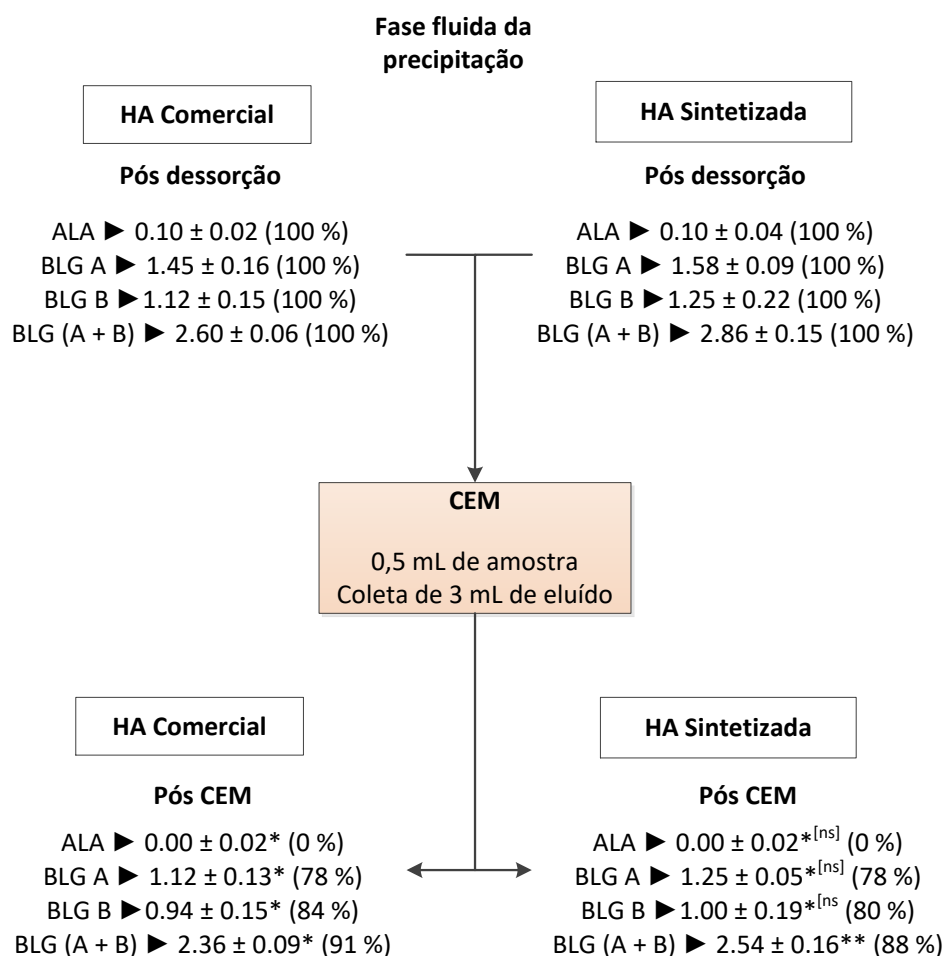 Fase fluida da
precipitação
HA Comercial
Pós dessorção
ALA ► 0.10 ± 0.02 (100 %)
BLG A ► 1.45 ± 0.16 (100 %)
BLG B ►1.12 ± 0.15 (100 %)
BLG (A + B) ► 2.60 ± 0.06 (100 %)
HA Sintetizada
Pós dessorção
ALA ► 0.10 ± 0.04 (100 %)
BLG A ► 1.58 ± 0.09 (100 %)
BLG B ► 1.25 ± 0.22 (100 %)
BLG (A + B) ► 2.86 ± 0.15 (100 %)
CEM
0,5 mL de amostra
Coleta de 3 mL de eluído
HA Comercial
Pós CEM
ALA ► 0.00 ± 0.02* (0 %)
BLG A ► 1.12 ± 0.13* (78 %)
BLG B ►0.94 ± 0.15* (84 %)
BLG (A + B) ► 2.36 ± 0.09* (91 %)
HA Sintetizada
Pós CEM
ALA ► 0.00 ± 0.02*[ns] (0 %)
BLG A ► 1.25 ± 0.05*[ns] (78 %)
BLG B ►1.00 ± 0.19*[ns (80 %)
BLG (A + B) ► 2.54 ± 0.16** (88 %)